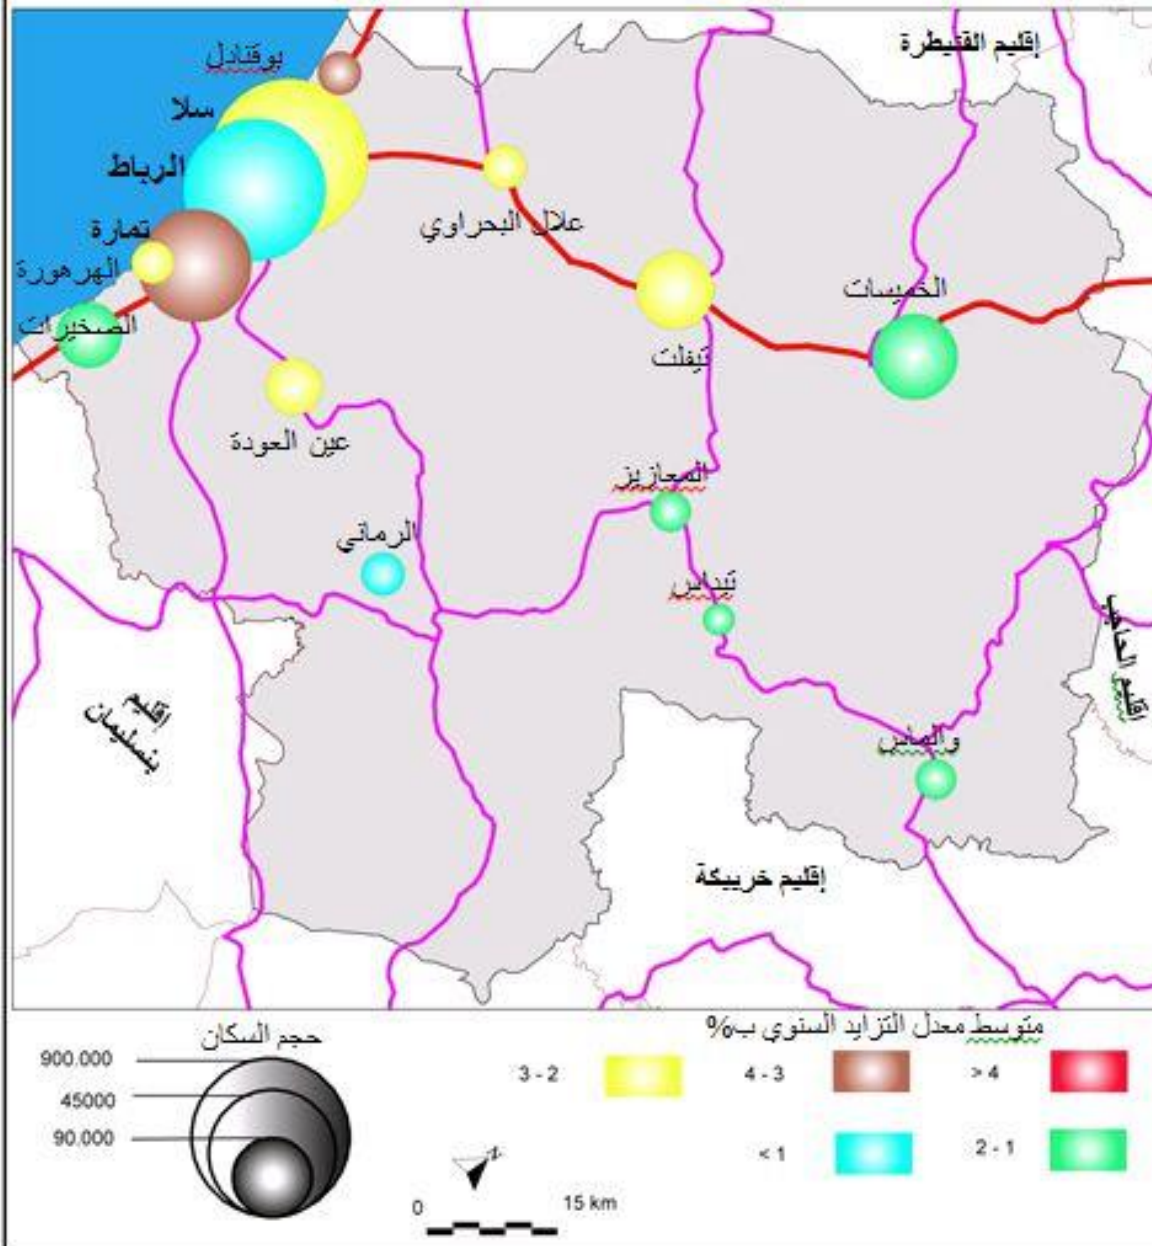 إقليم القنيطرة
بوقنادل
سلا
الرباط
علال البحراوي
تمارة
الهرهورة
الخميسات
الصخيرات
تيفلت
عين العودة
المعازيز
الرماني
تيداس
إقليم الحاجب
إقليم
بنسليمان
والماس
إقليم خريبكة
متوسط معدل التزايد السنوي ب%
> 4
4 - 3
3 - 2
2 - 1
< 1
حجم السكان
900.000
45000
90.000
N
0 15 km